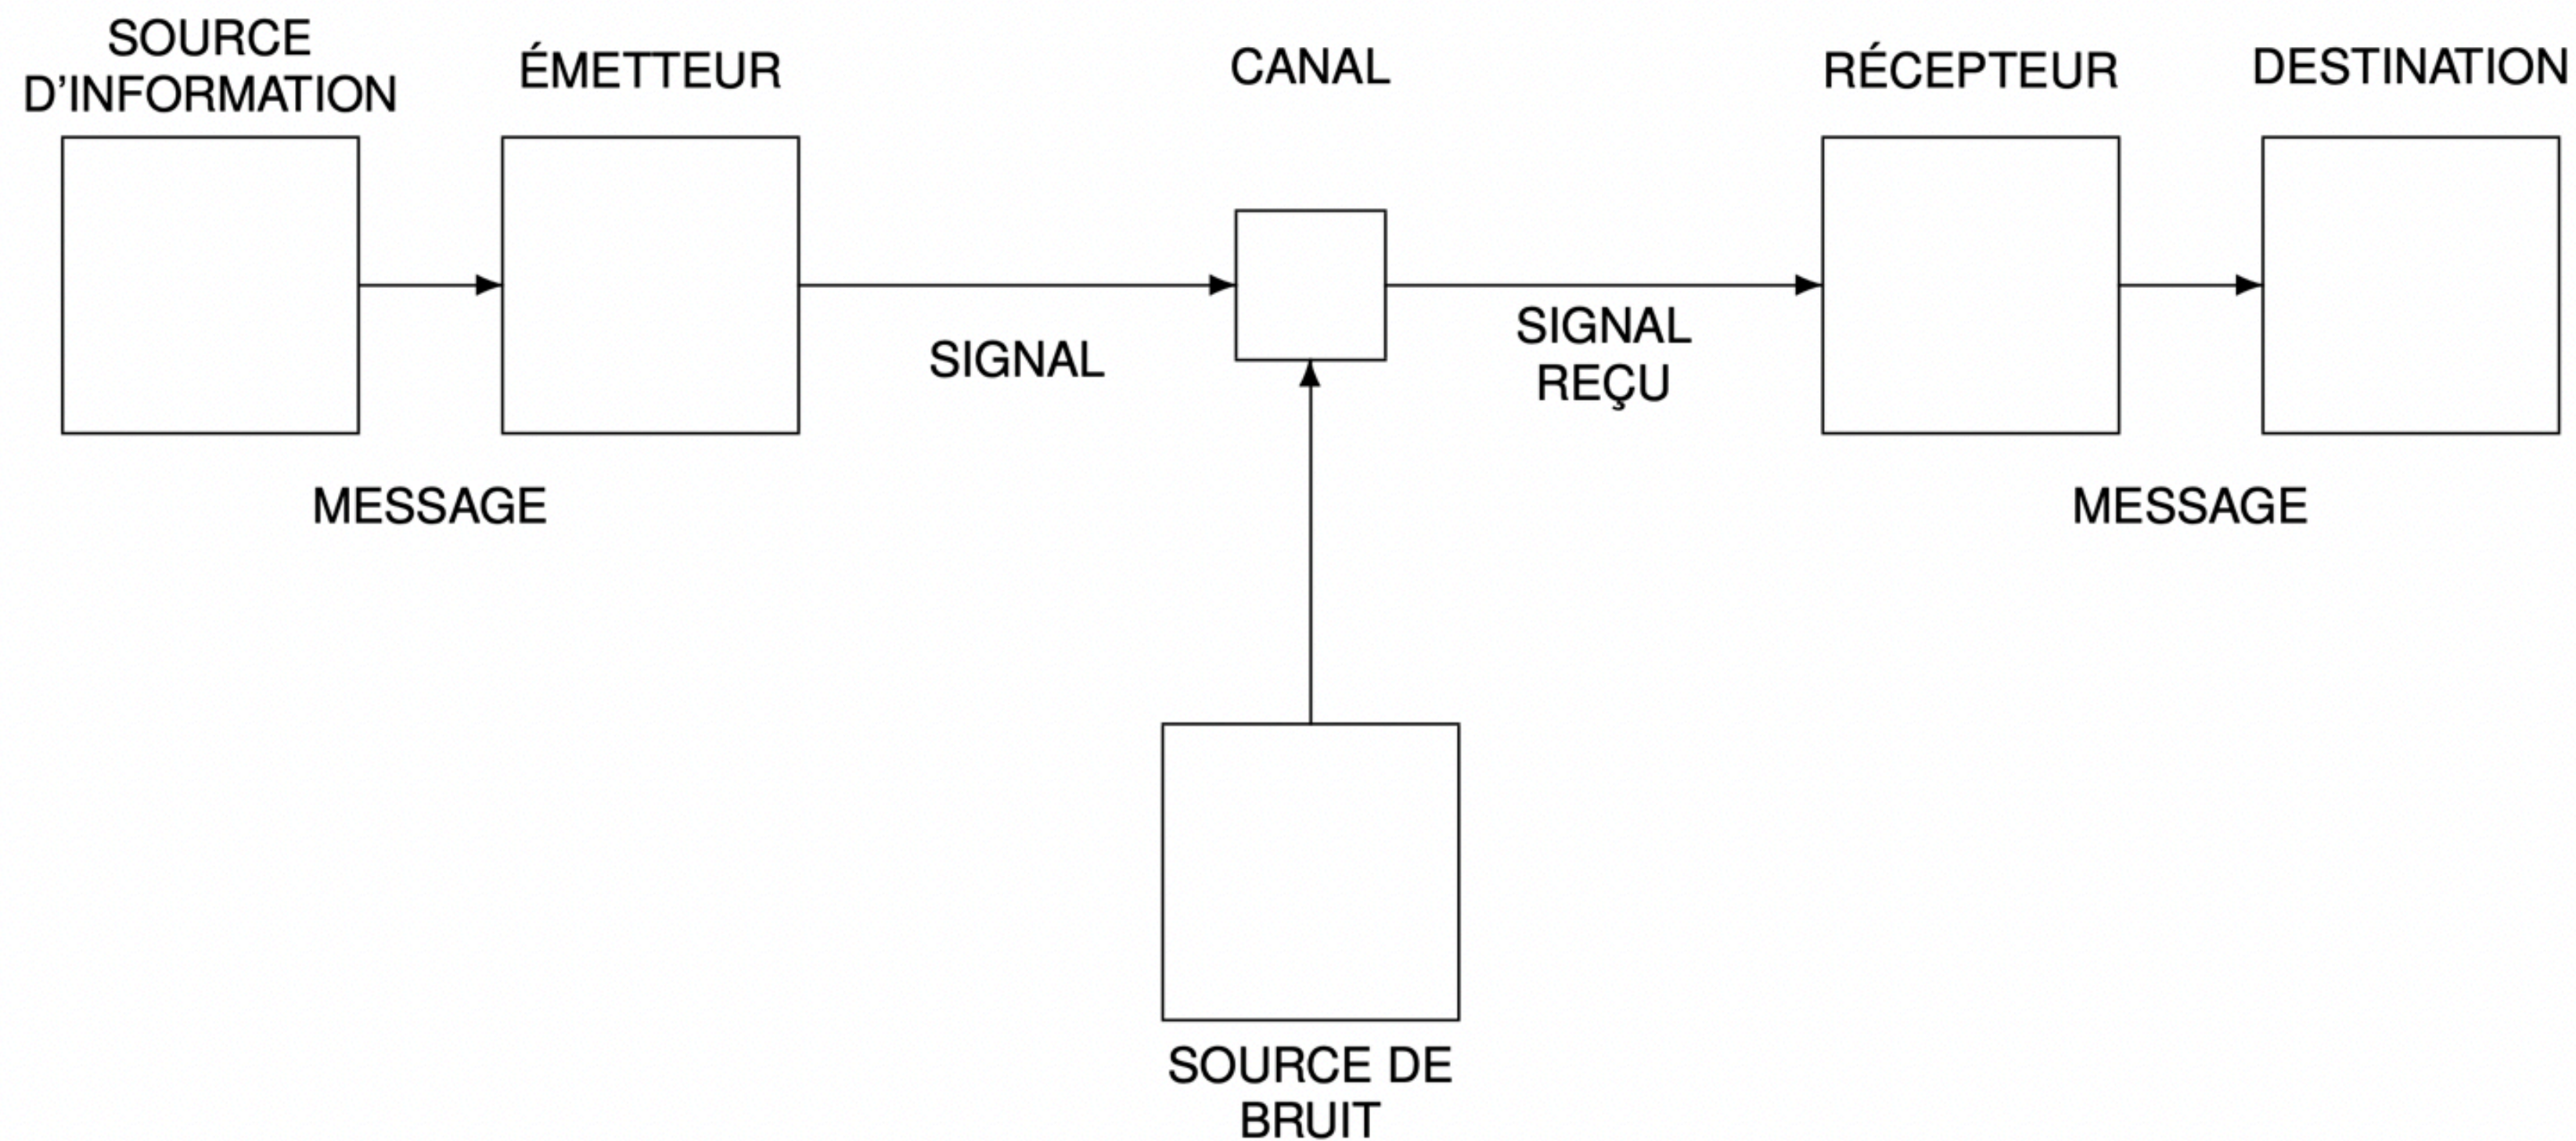 SOURCE
D’INFORMATION
ÉMETTEUR
CANAL
RÉCEPTEUR
DESTINATION
SIGNAL
SIGNAL
REÇU
MESSAGE
MESSAGE
SOURCE DE
BRUIT